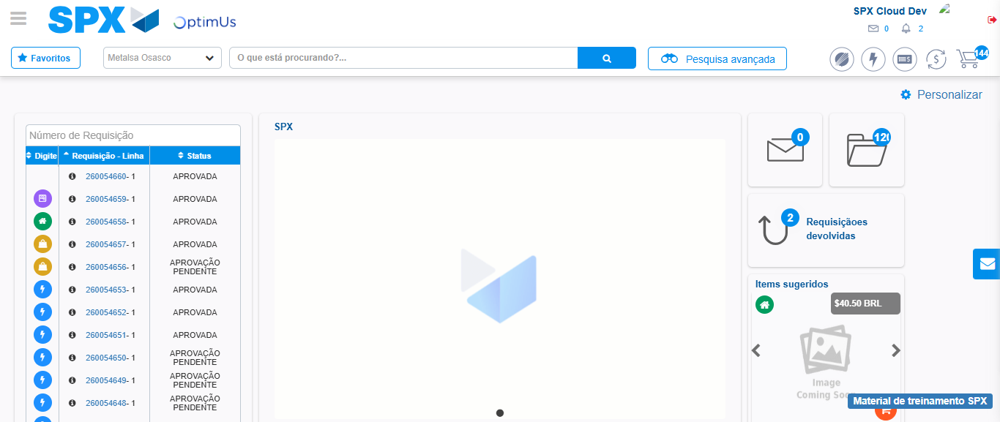 SPX
OptimUs
SPX Cloud Dev
0
2
Favoritos
Metalsa Osasco
O que está procurando?...
Pesquisa avançada
$
144
Personalizar
Número de Requisição
Digite
Requisição - Linha
Status
260054660- 1
APROVADA
260054659- 1
APROVADA
260054658- 1
APROVADA
260054657- 1
APROVADA
260054656- 1
APROVAÇÃO
PENDENTE
260054653- 1
APROVADA
260054652- 1
APROVADA
260054651- 1
APROVADA
260054650- 1
APROVAÇÃO
PENDENTE
260054649- 1
APROVAÇÃO
PENDENTE
260054648- 1
APROVAÇÃO
PENDENTE
SPX
0
2
Requisiçãoes
devolvidas
Items sugeridos
$40.50 BRL
Image
Coming
Material de treinamento SPX